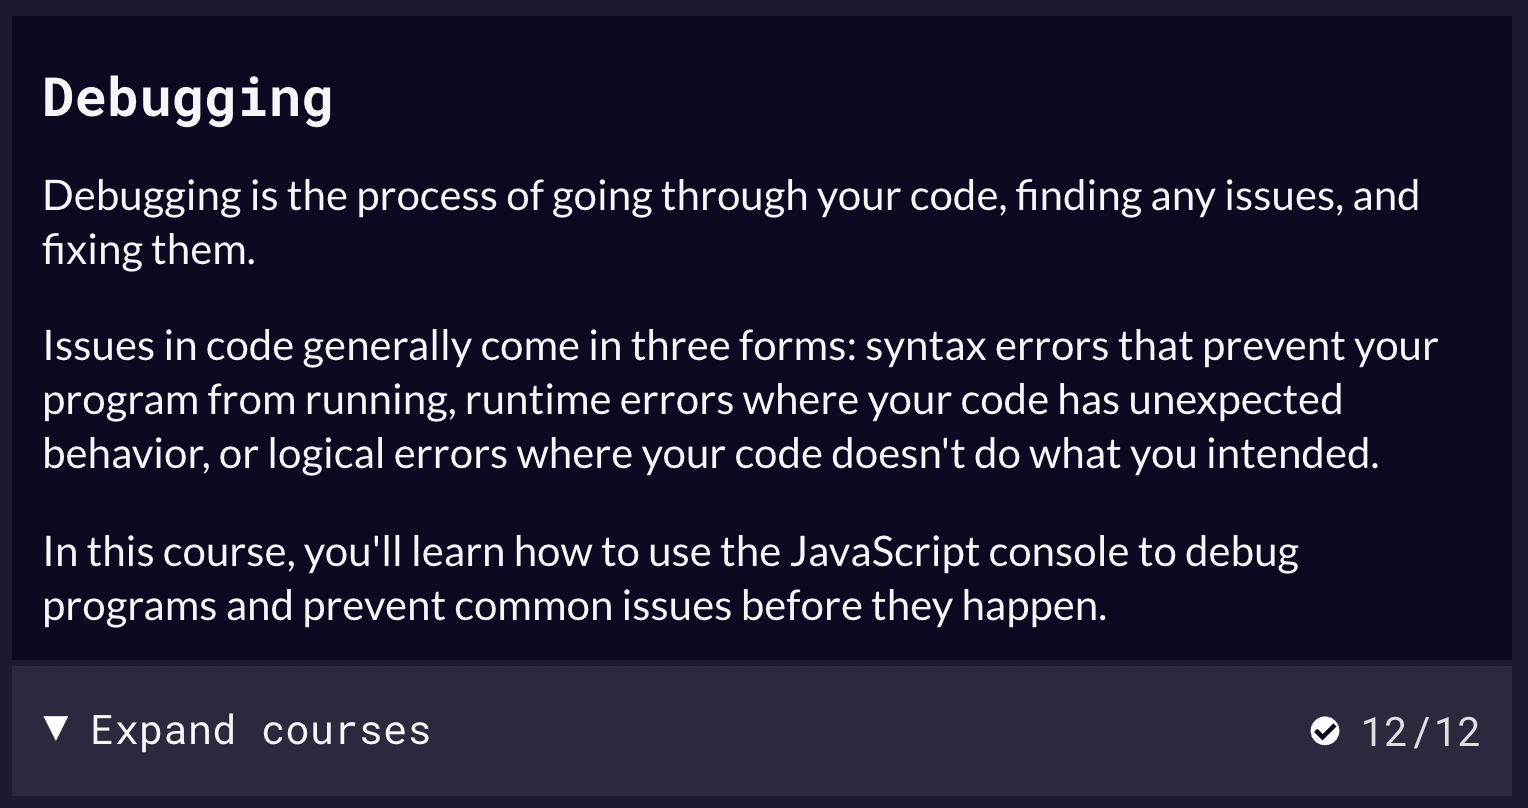 Debugging
Debugging is the process of going through your code, finding any issues, and
fixing them.
Issues in code generally come in three forms: syntax errors that prevent your
program from running, runtime errors where your code has unexpected
behavior, or logical errors where your code doesn't do what you intended.
In this course, you'll learn how to use the JavaScript console to debug
programs and prevent common issues before they happen.
▼ Expand courses 12/12